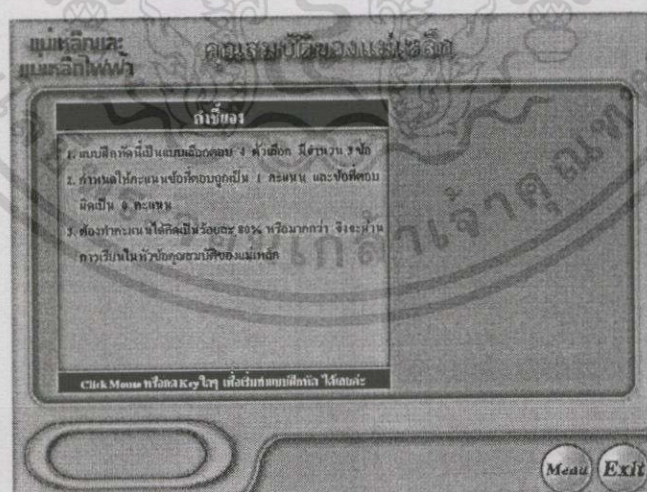 แม่เหล็กและ
แม่เหล็กไฟฟ้า
คุณสมบัติของแม่เหล็ก
คำชี้แจง
1. แบบฝึกหัดนี้เป็นแบบเลือกตอบ 4 ตัวเลือก มีจำนวน 9 ข้อ
2. กำหนดให้คะแนนข้อที่ตอบถูกเป็น 1 คะแนน และข้อที่ตอบ
ผิดเป็น 0 คะแนน
3. ต้องทำคะแนนได้คิดเป็นร้อยละ 80% หรือมากกว่า จึงจะผ่าน
การเรียนในหัวข้อคุณสมบัติของแม่เหล็ก
Click Mouse หรือกด Key ใดๆ เพื่อเริ่มทำแบบฝึกหัด ได้เลยค่ะ
Menu Exit